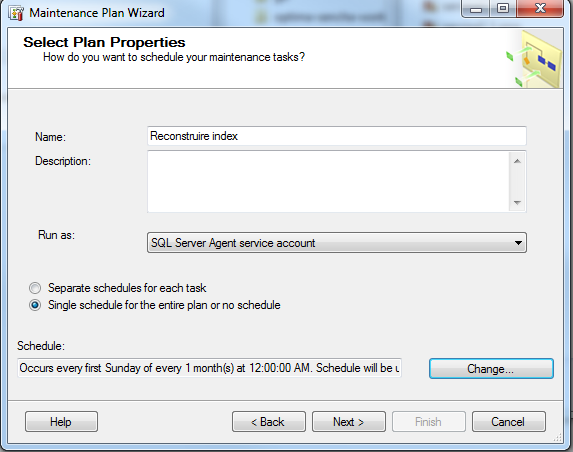 Maintenance Plan Wizard
Select Plan Properties
How do you want to schedule your maintenance tasks?
Name:
Reconstruire index
Description:
Run as:
SQL Server Agent service account
Separate schedules for each task
Single schedule for the entire plan or no schedule
Schedule:
Occurs every first Sunday of every 1 month(s) at 12:00:00 AM. Schedule will be u
Change...
Help
< Back
Next >
Finish
Cancel